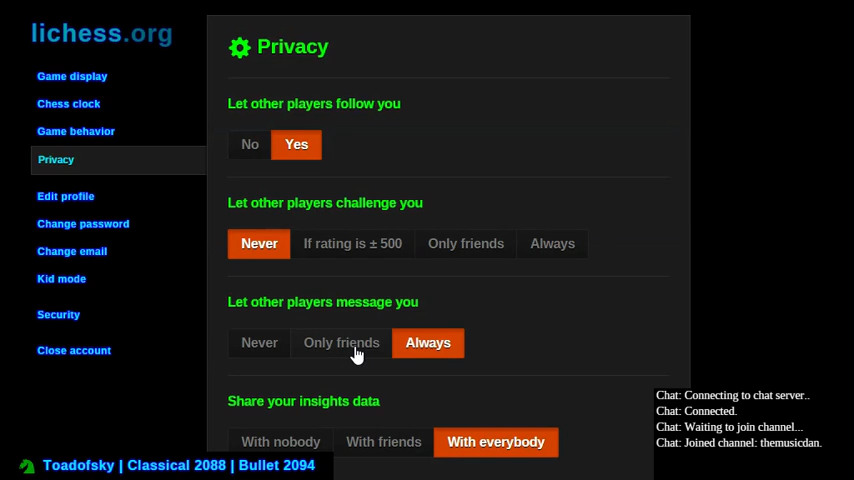 lichess.org
Game display
Chess clock
Game behavior
Privacy
Edit profile
Change password
Change email
Kid mode
Security
Close account
Privacy
Let other players follow you
No Yes
Let other players challenge you
Never If rating is ± 500 Only friends Always
Let other players message you
Never Only friends Always
Share your insights data
With nobody With friends With everybody
Chat: Connecting to chat server..
Chat: Connected.
Chat: Waiting to join channel...
Chat: Joined channel: themusicdan.
Toadofsky | Classical 2088 | Bullet 2094